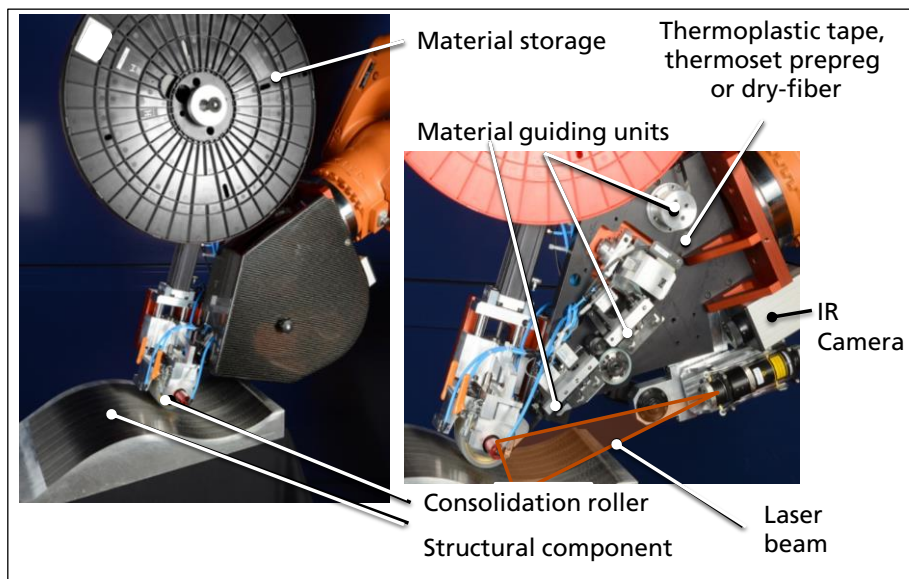 Material storage
Thermoplastic tape,
thermoset prepreg
or dry-fiber
Material guiding units
IR
Camera
Consolidation roller
Structural component
Laser
beam